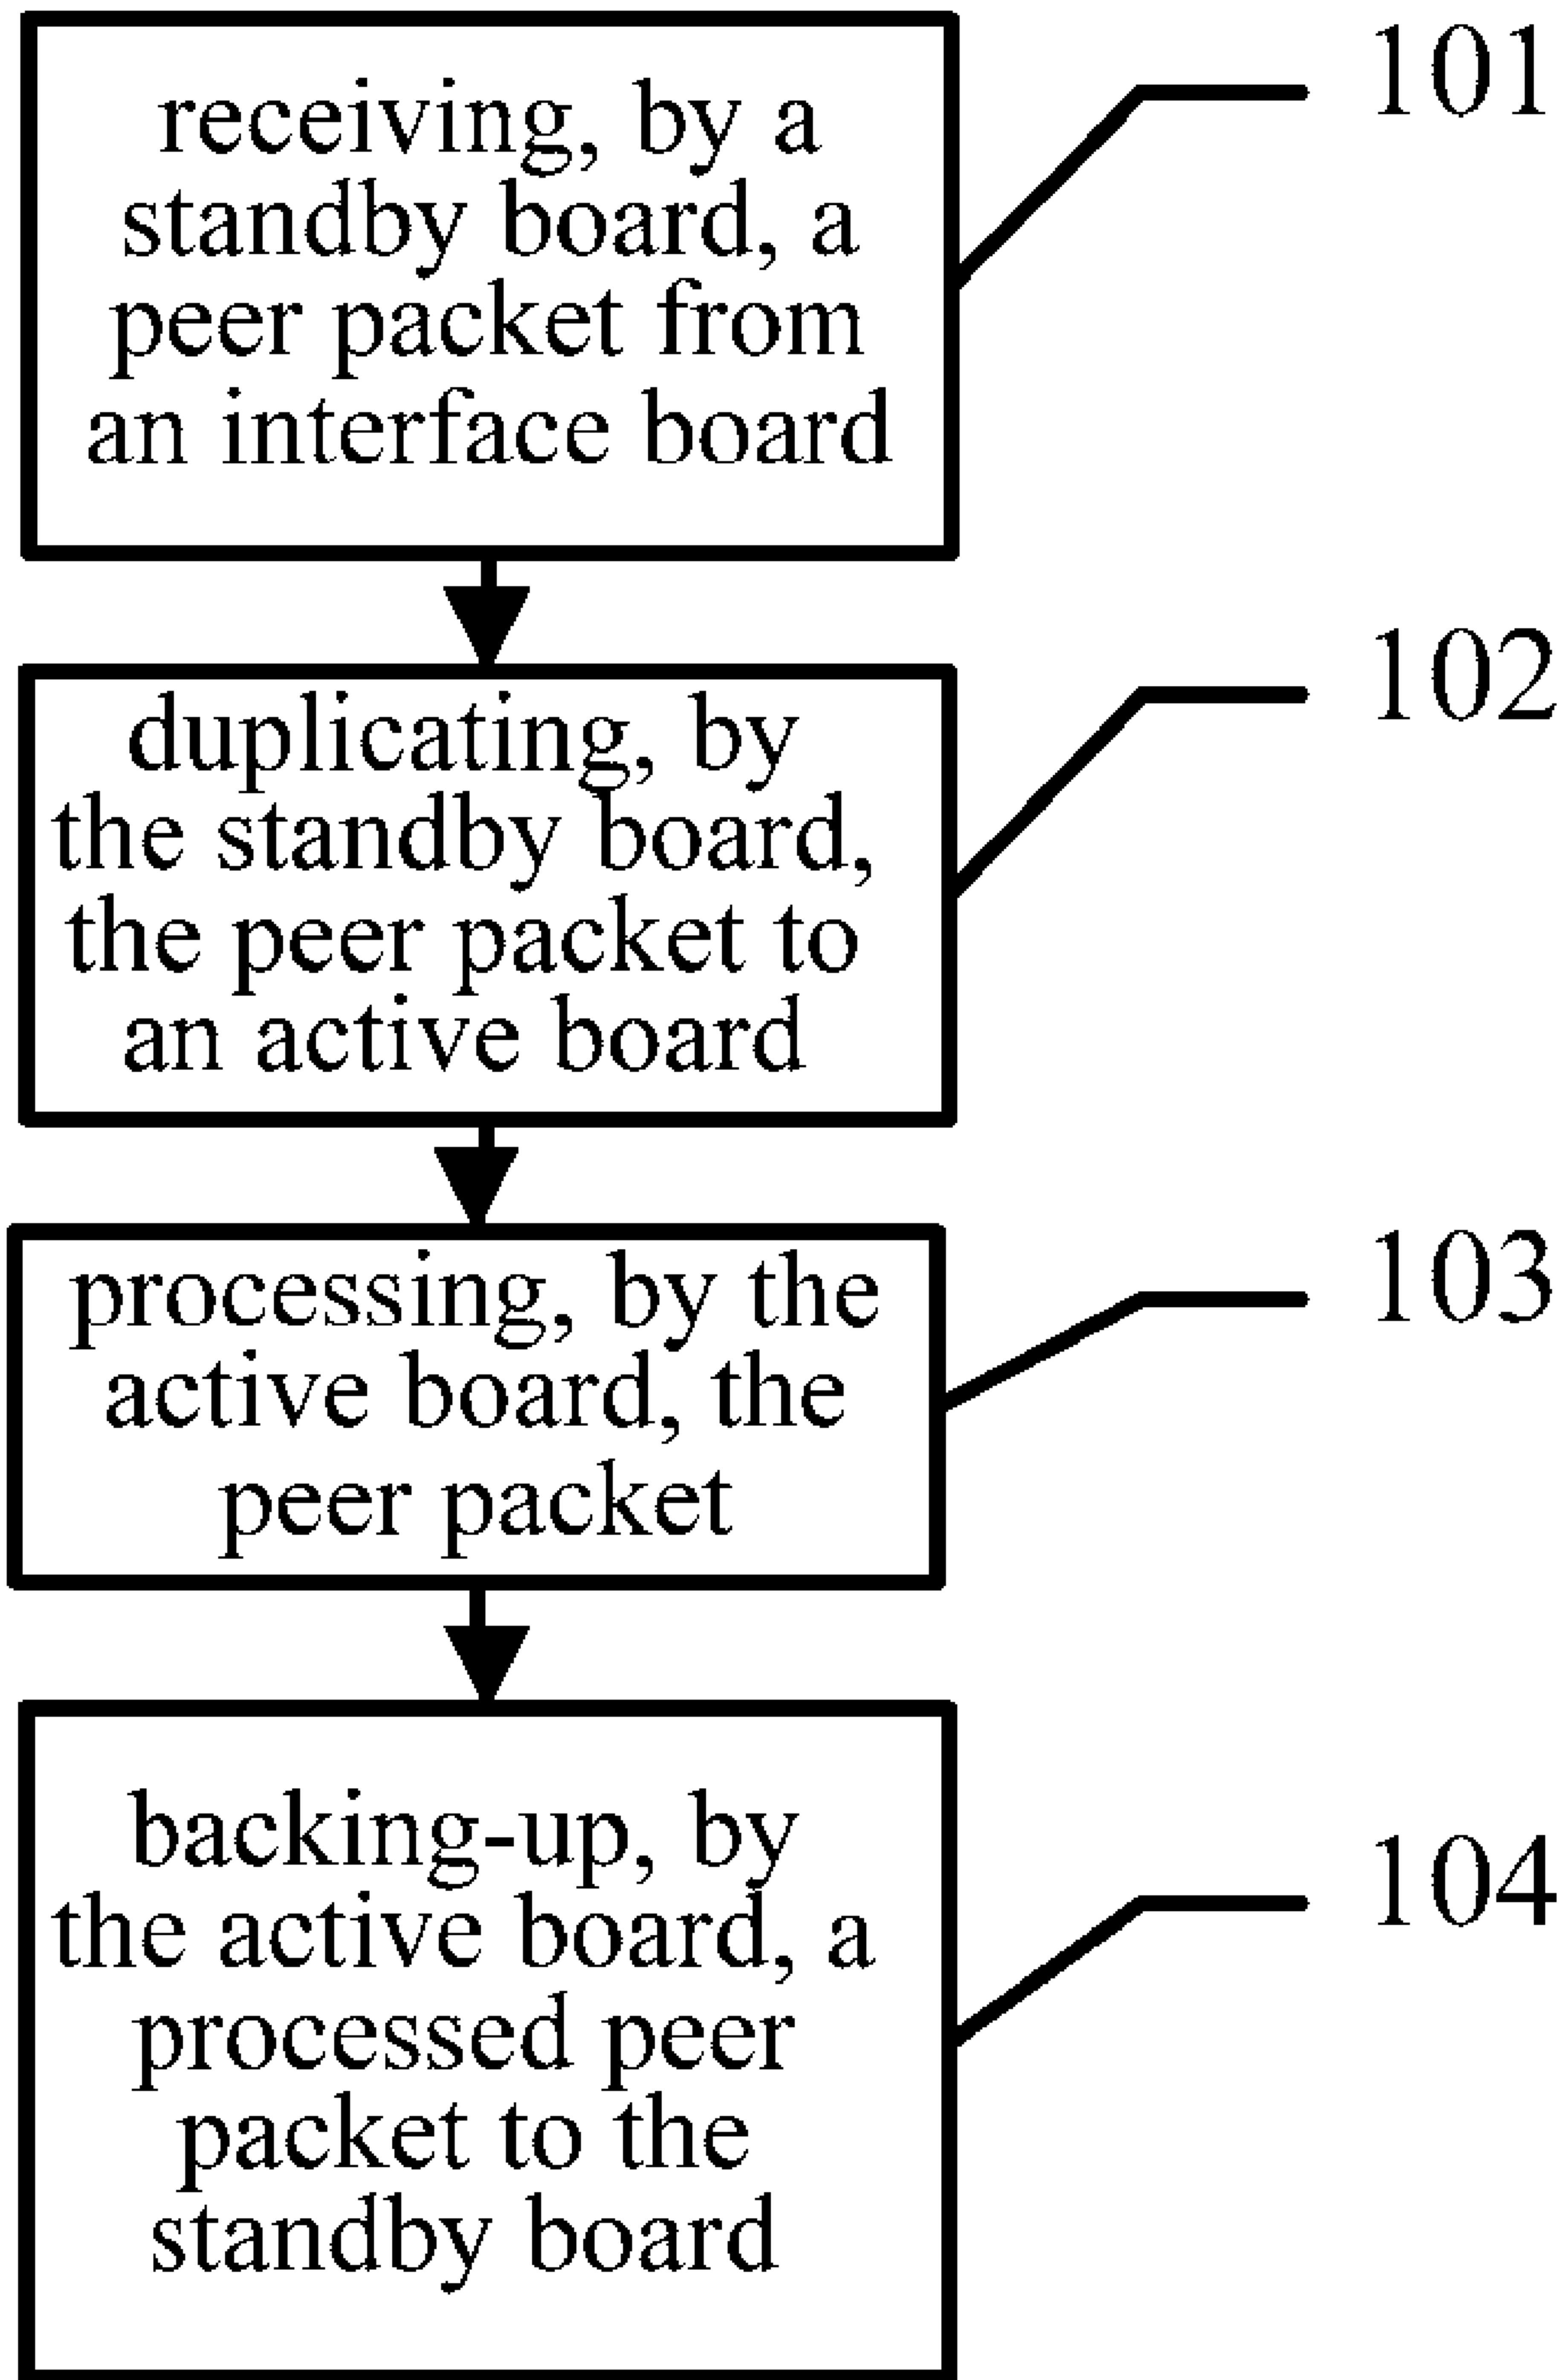 receiving, by a
standby board, a
peer packet from
an interface board
101
duplicating, by
the standby board,
the peer packet to
an active board
102
processing, by the
active board, the
peer packet
103
backing-up, by
the active board, a
processed peer
packet to the
standby board
104